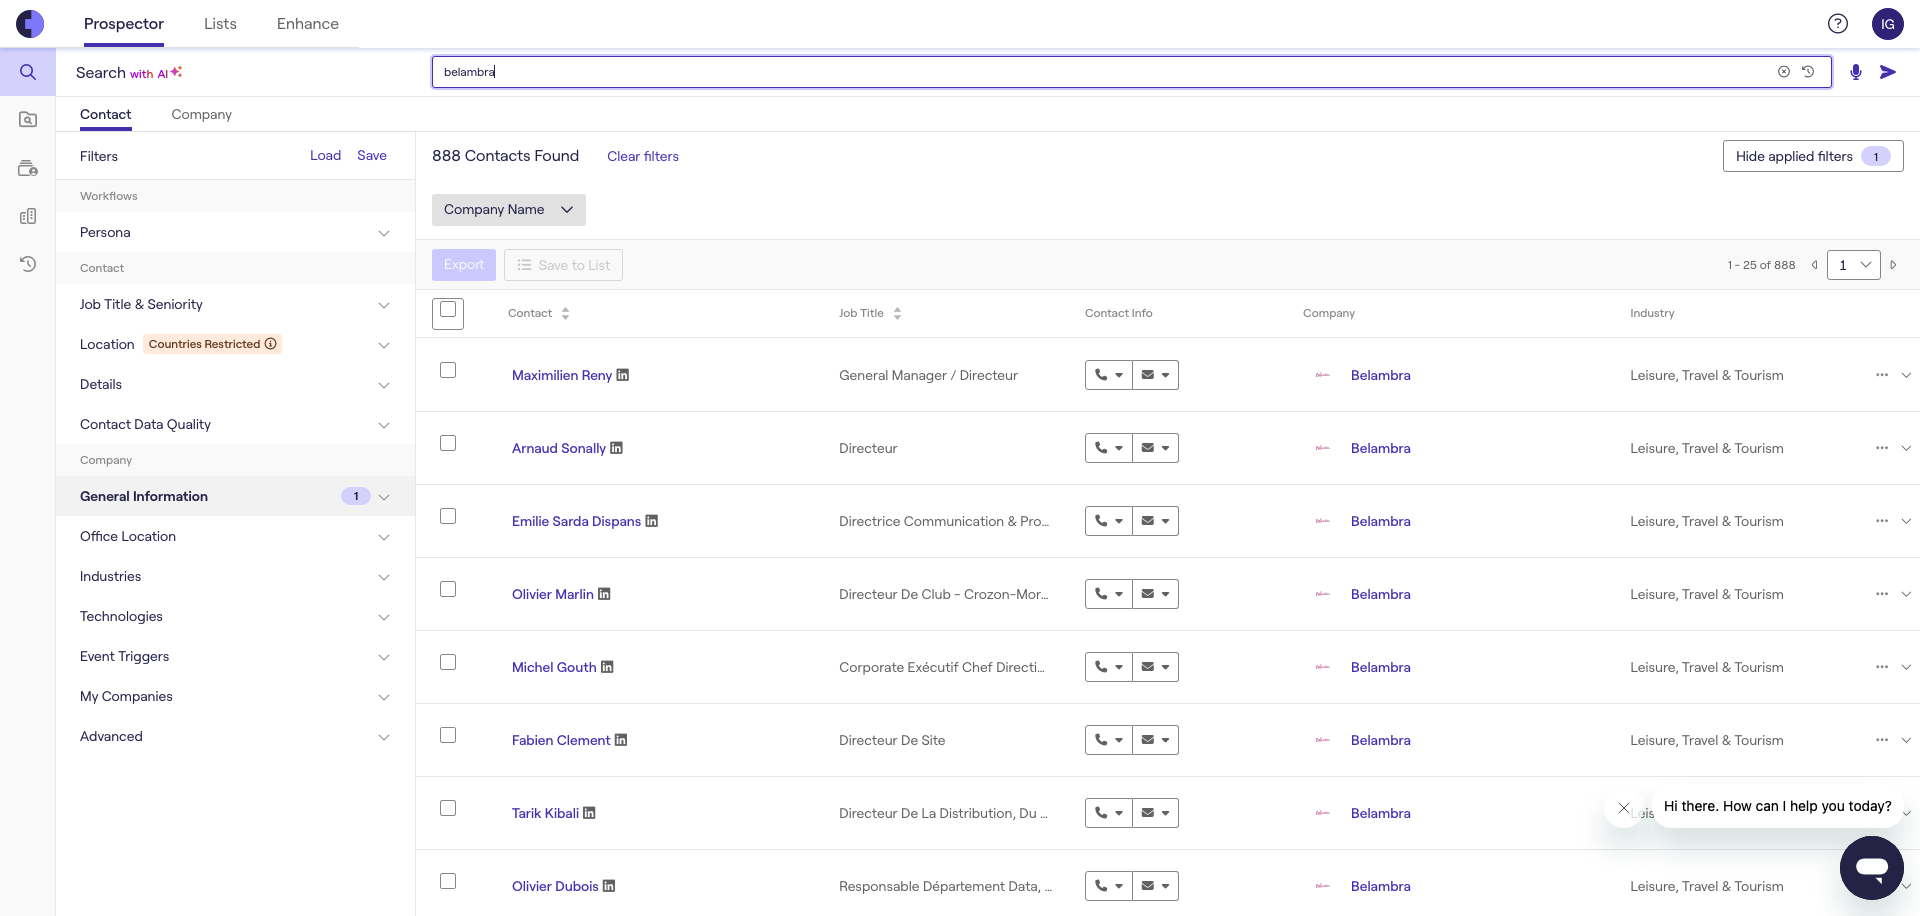 Prospector
Lists
Enhance
IG
Search with AI
belambra
Contact
Company
Filters
Load
Save
888 Contacts Found
Clear filters
Hide applied filters 1
Workflows
Company Name
Persona
Contact
Export
Save to List
1 - 25 of 888
1
Job Title & Seniority
Contact
Job Title
Contact Info
Company
Industry
Location
Countries Restricted
Details
Contact Data Quality
Company
General Information
1
Office Location
Industries
Technologies
Event Triggers
My Companies
Advanced
Maximilien Reny
General Manager / Directeur
Belambra
Leisure, Travel & Tourism
Arnaud Sonally
Directeur
Belambra
Leisure, Travel & Tourism
Emilie Sarda Dispans
Directrice Communication & Pro...
Belambra
Leisure, Travel & Tourism
Olivier Marlin
Directeur De Club - Crozon-Mor...
Belambra
Leisure, Travel & Tourism
Michel Gouth
Corporate Exécutif Chef Directi...
Belambra
Leisure, Travel & Tourism
Fabien Clement
Directeur De Site
Belambra
Leisure, Travel & Tourism
Tarik Kibali
Directeur De La Distribution, Du ...
Belambra
Hi there. How can I help you today?
Olivier Dubois
Responsable Département Data, ...
Belambra
Leisure, Travel & Tourism